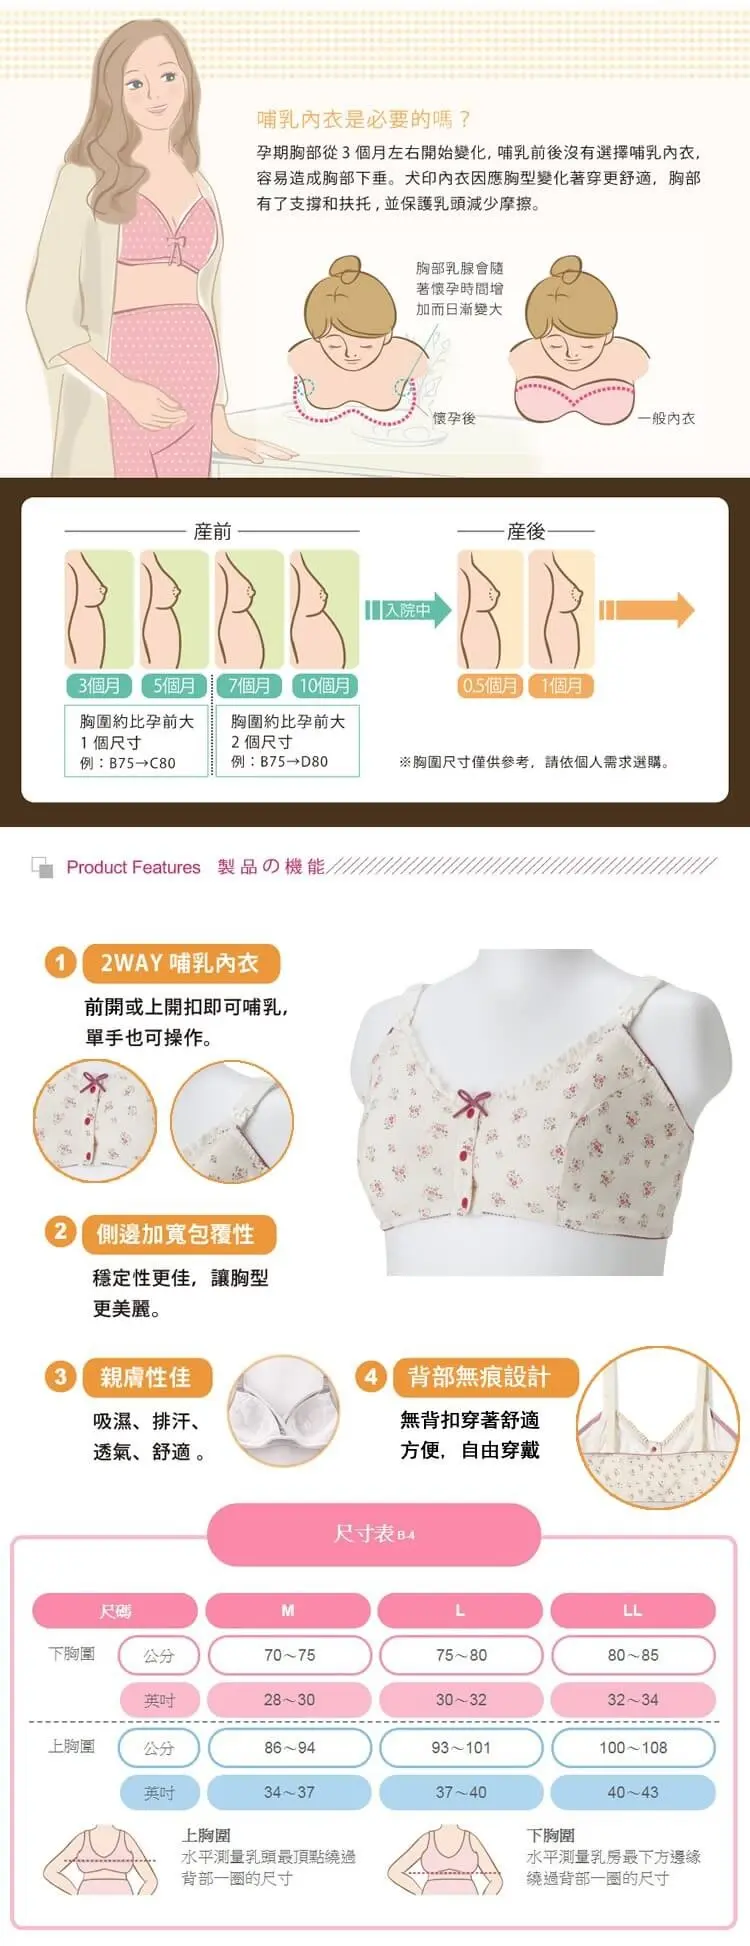 哺乳內衣是必要的嗎？
孕期胸部從 3 個月左右開始變化, 哺乳前後沒有選擇哺乳內衣,
容易造成胸部下垂。犬印內衣因應胸型變化著穿更舒適，胸部
有了支撐和扶托 , 並保護乳頭減少摩擦。
胸部乳腺會隨
著懷孕時間增
加而日漸變大
懷孕後
一般內衣
産前
産後
入院中
3個月
5個月
7個月
10個月
0.5個月
1個月
胸圍約比孕前大
1 個尺寸
例：B75→C80
胸圍約比孕前大
2 個尺寸
例：B75→D80
※胸圍尺寸僅供參考，請依個人需求選購。
Product Features 製品の機能
1 2WAY 哺乳內衣
前開或上開扣即可哺乳,
單手也可操作。
2 側邊加寬包覆性
穩定性更佳，讓胸型
更美麗。
3 親膚性佳
吸濕、排汗、
透氣、舒適 。
4 背部無痕設計
無背扣穿著舒適
方便，自由穿戴
尺寸表 B-4
尺碼 M L LL
下胸圍 公分 70～75 75～80 80～85
英吋 28～30 30～32 32～34
上胸圍 公分 86～94 93～101 100～108
英吋 34～37 37～40 40～43
上胸圍
水平測量乳頭最頂點繞過
背部一圈的尺寸
下胸圍
水平測量乳房最下方邊緣
繞過背部一圈的尺寸